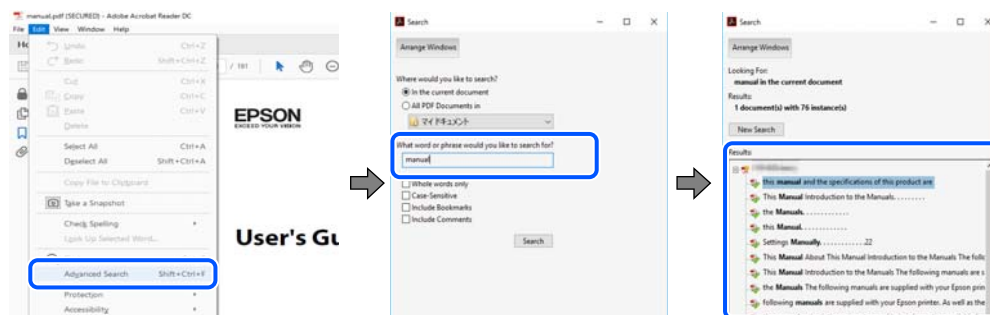 manual.pdf (SECURED) - Adobe Acrobat Reader DC
File Edit View Window Help
Undo Ctrl+Z
Redo Shift+Ctrl+Z
Cut Ctrl+X
Copy Ctrl+C
Paste Ctrl+V
Delete
Select All Ctrl+A
Deselect All Shift+Ctrl+A
Copy File to Clipboard
Take a Snapshot
Check Spelling
Look Up Selected Word...
Advanced Search Shift+Ctrl+F
Protection
Accessibility
/ 181
EPSON
EXCEED YOUR VISION
User's Gu
Search
Arrange Windows
Where would you like to search?
In the current document
All PDF Documents in
マイ ドキュメント
What word or phrase would you like to search for?
manual
Whole words only
Case-Sensitive
Include Bookmarks
Include Comments
Search
Search
Arrange Windows
Looking For:
manual in the current document
Results:
1 document(s) with 76 instance(s)
New Search
Results:
this manual and the specifications of this product are
This Manual Introduction to the Manuals. . . . . . . . .
the Manuals. . . . . . . . . . . . .
this Manual. . . . . . . . . . . . .
Settings Manually. . . . . . . . . . . .22
This Manual About This Manual Introduction to the Manuals The follo
This Manual Introduction to the Manuals The following manuals are s
the Manuals The following manuals are supplied with your Epson prin
following manuals are supplied with your Epson printer. As well as the